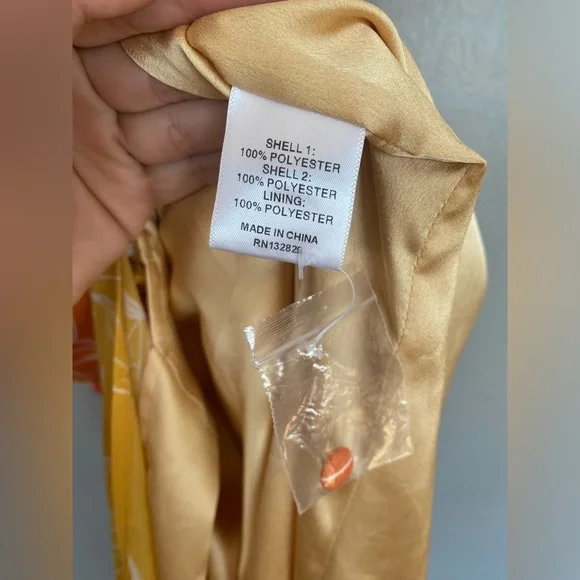 SHELL 1:
100% POLYESTER
SHELL 2:
100% POLYESTER
LINING:
100% POLYESTER
MADE IN CHINA